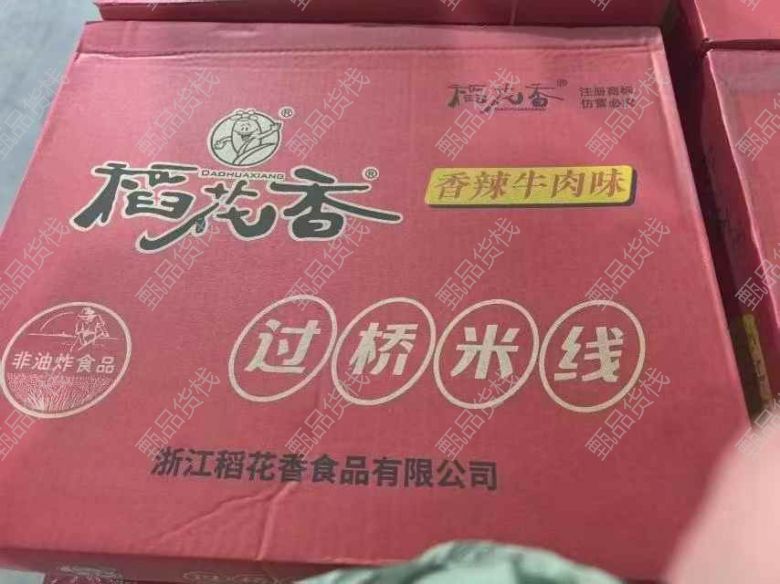 稻花香®
注册商标
仿冒必究
®
DAOHUAXIANG
稻花香®
香辣牛肉味
非油炸食品
过桥米线
浙江稻花香食品有限公司
甄品货栈